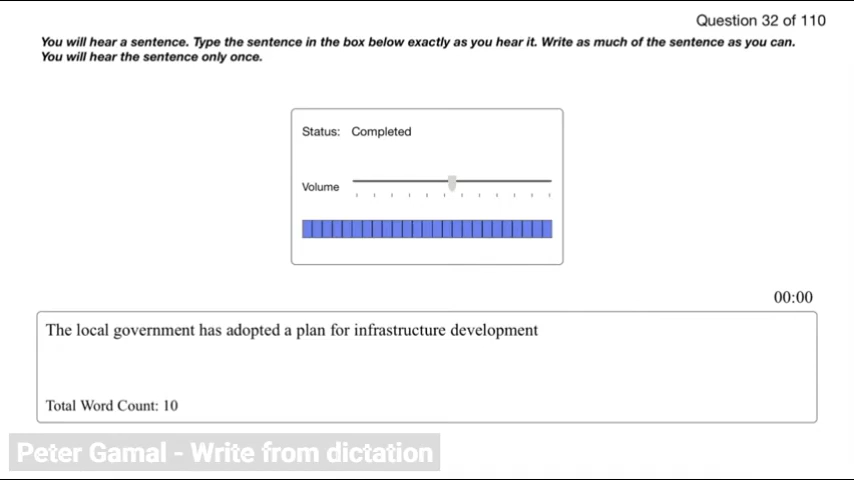 Question 32 of 110
You will hear a sentence. Type the sentence in the box below exactly as you hear it. Write as much of the sentence as you can.
You will hear the sentence only once.
Status: Completed
Volume
00:00
The local government has adopted a plan for infrastructure development
Total Word Count: 10
Peter Gamal - Write from dictation